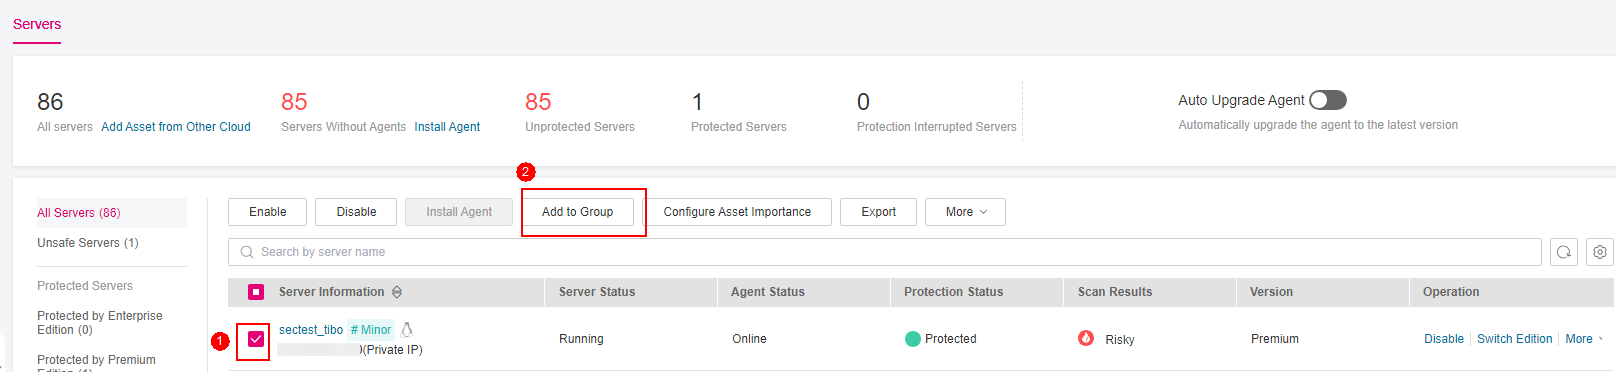 Servers
86
85
85
1
0
Auto Upgrade Agent
All servers Add Asset from Other Cloud
Servers Without Agents Install Agent
Unprotected Servers
Protected Servers
Protection Interrupted Servers
Automatically upgrade the agent to the latest version
2
All Servers (86)
Unsafe Servers (1)
Protected Servers
Protected by Enterprise
Edition (0)
Protected by Premium
Enable Disable Install Agent Add to Group Configure Asset Importance Export More
Search by server name
Server Information Server Status Agent Status Protection Status Scan Results Version Operation
1
sectest_tibo # Minor
(Private IP)
Running
Online
Protected
Risky
Premium
Disable Switch Edition More